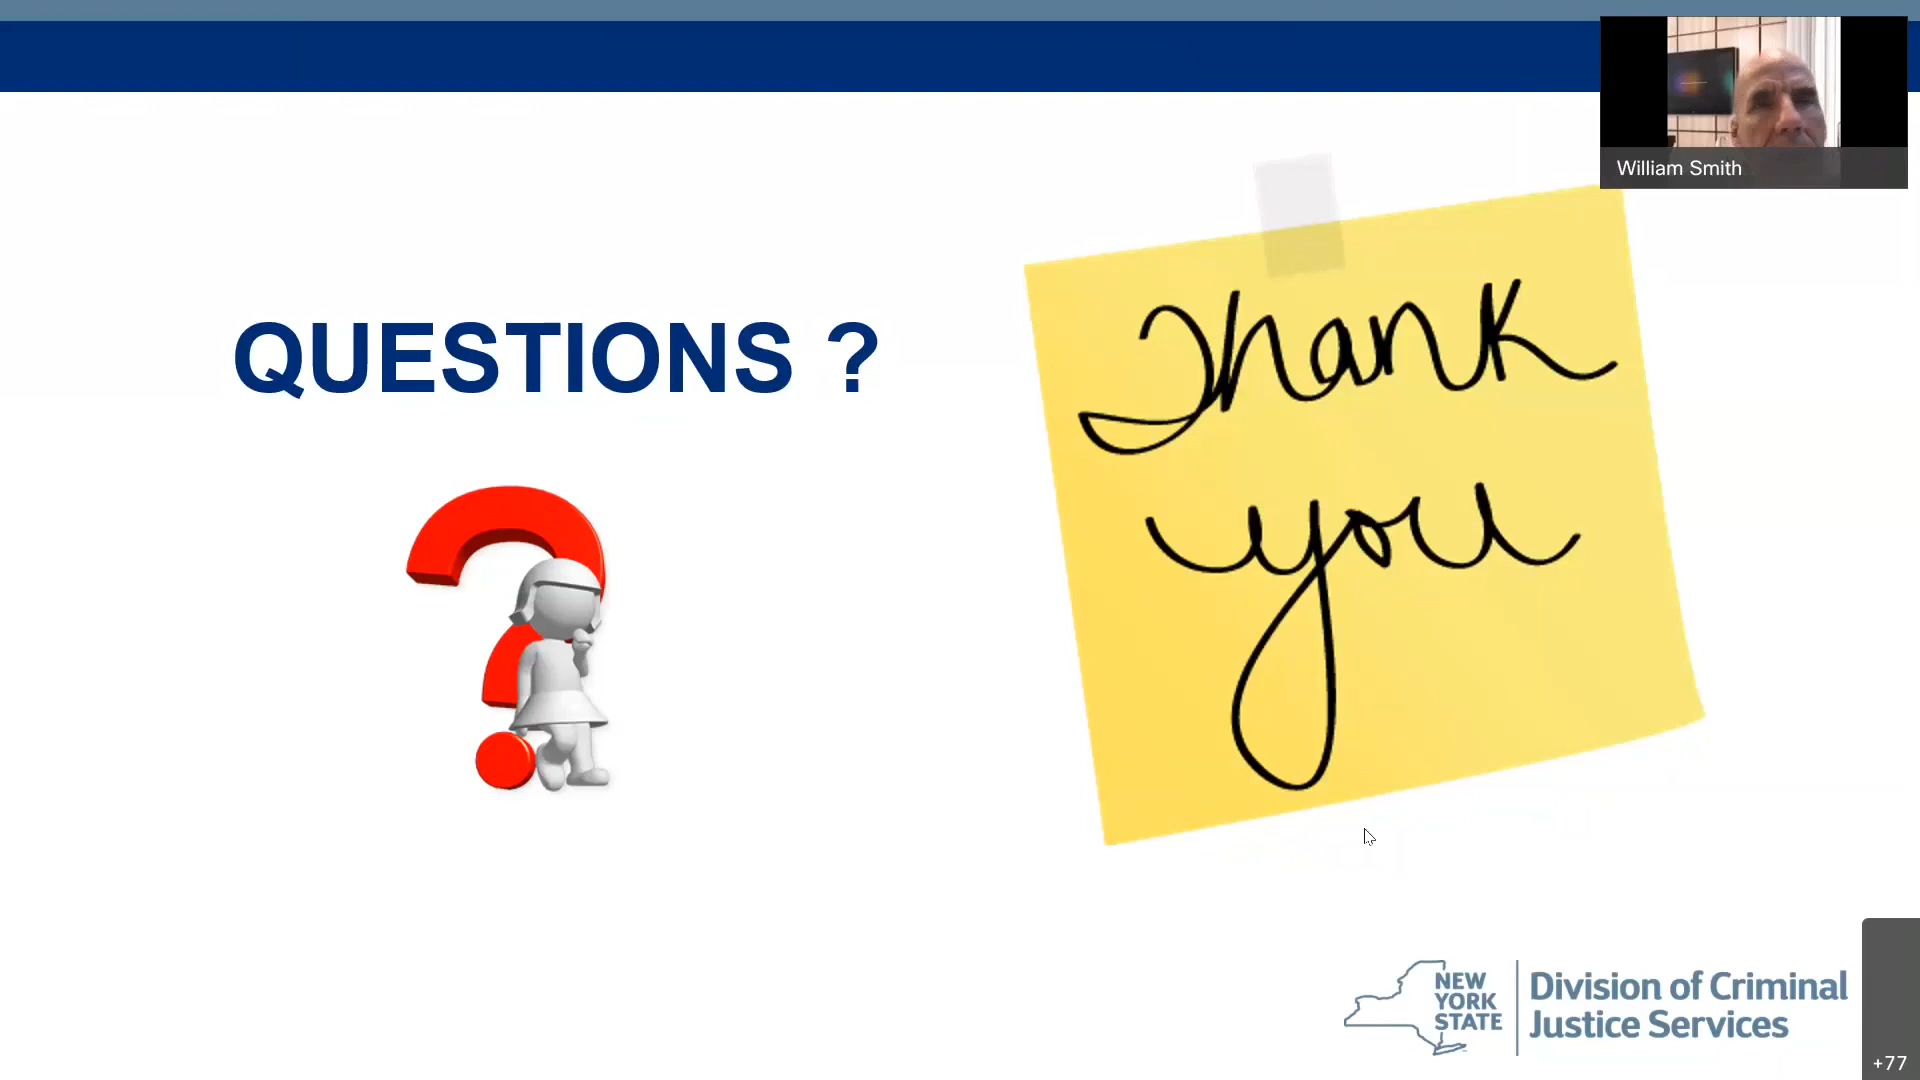 William Smith
QUESTIONS ?
Thank
you
NEW
YORK
STATE
Division of Criminal
Justice Services
+77